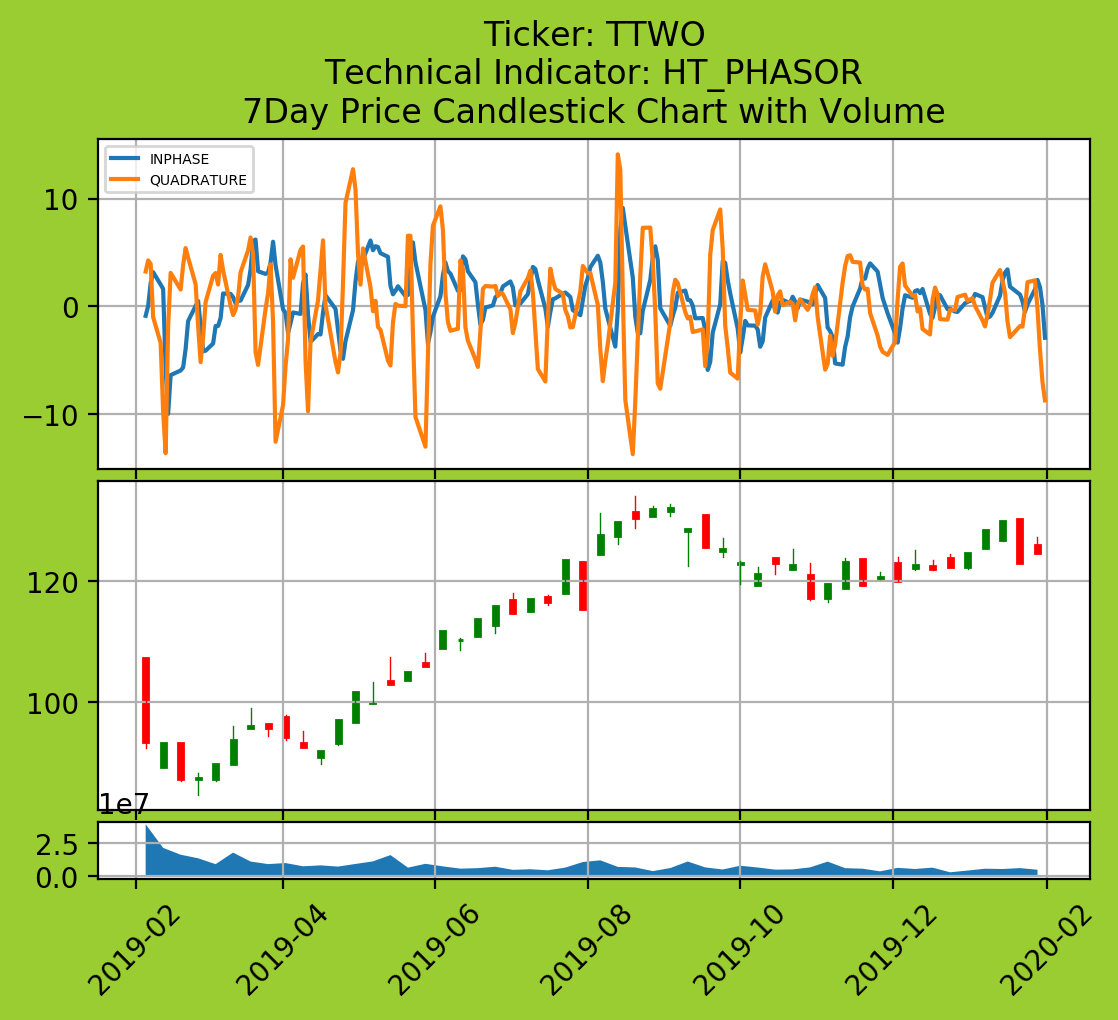 Ticker: TTWO
Technical Indicator: HT_PHASOR
7Day Price Candlestick Chart with Volume
INPHASE
QUADRATURE
10
0
−10
120
100
1e7
2.5
0.0
2019-02
2019-04
2019-06
2019-08
2019-10
2019-12
2020-02